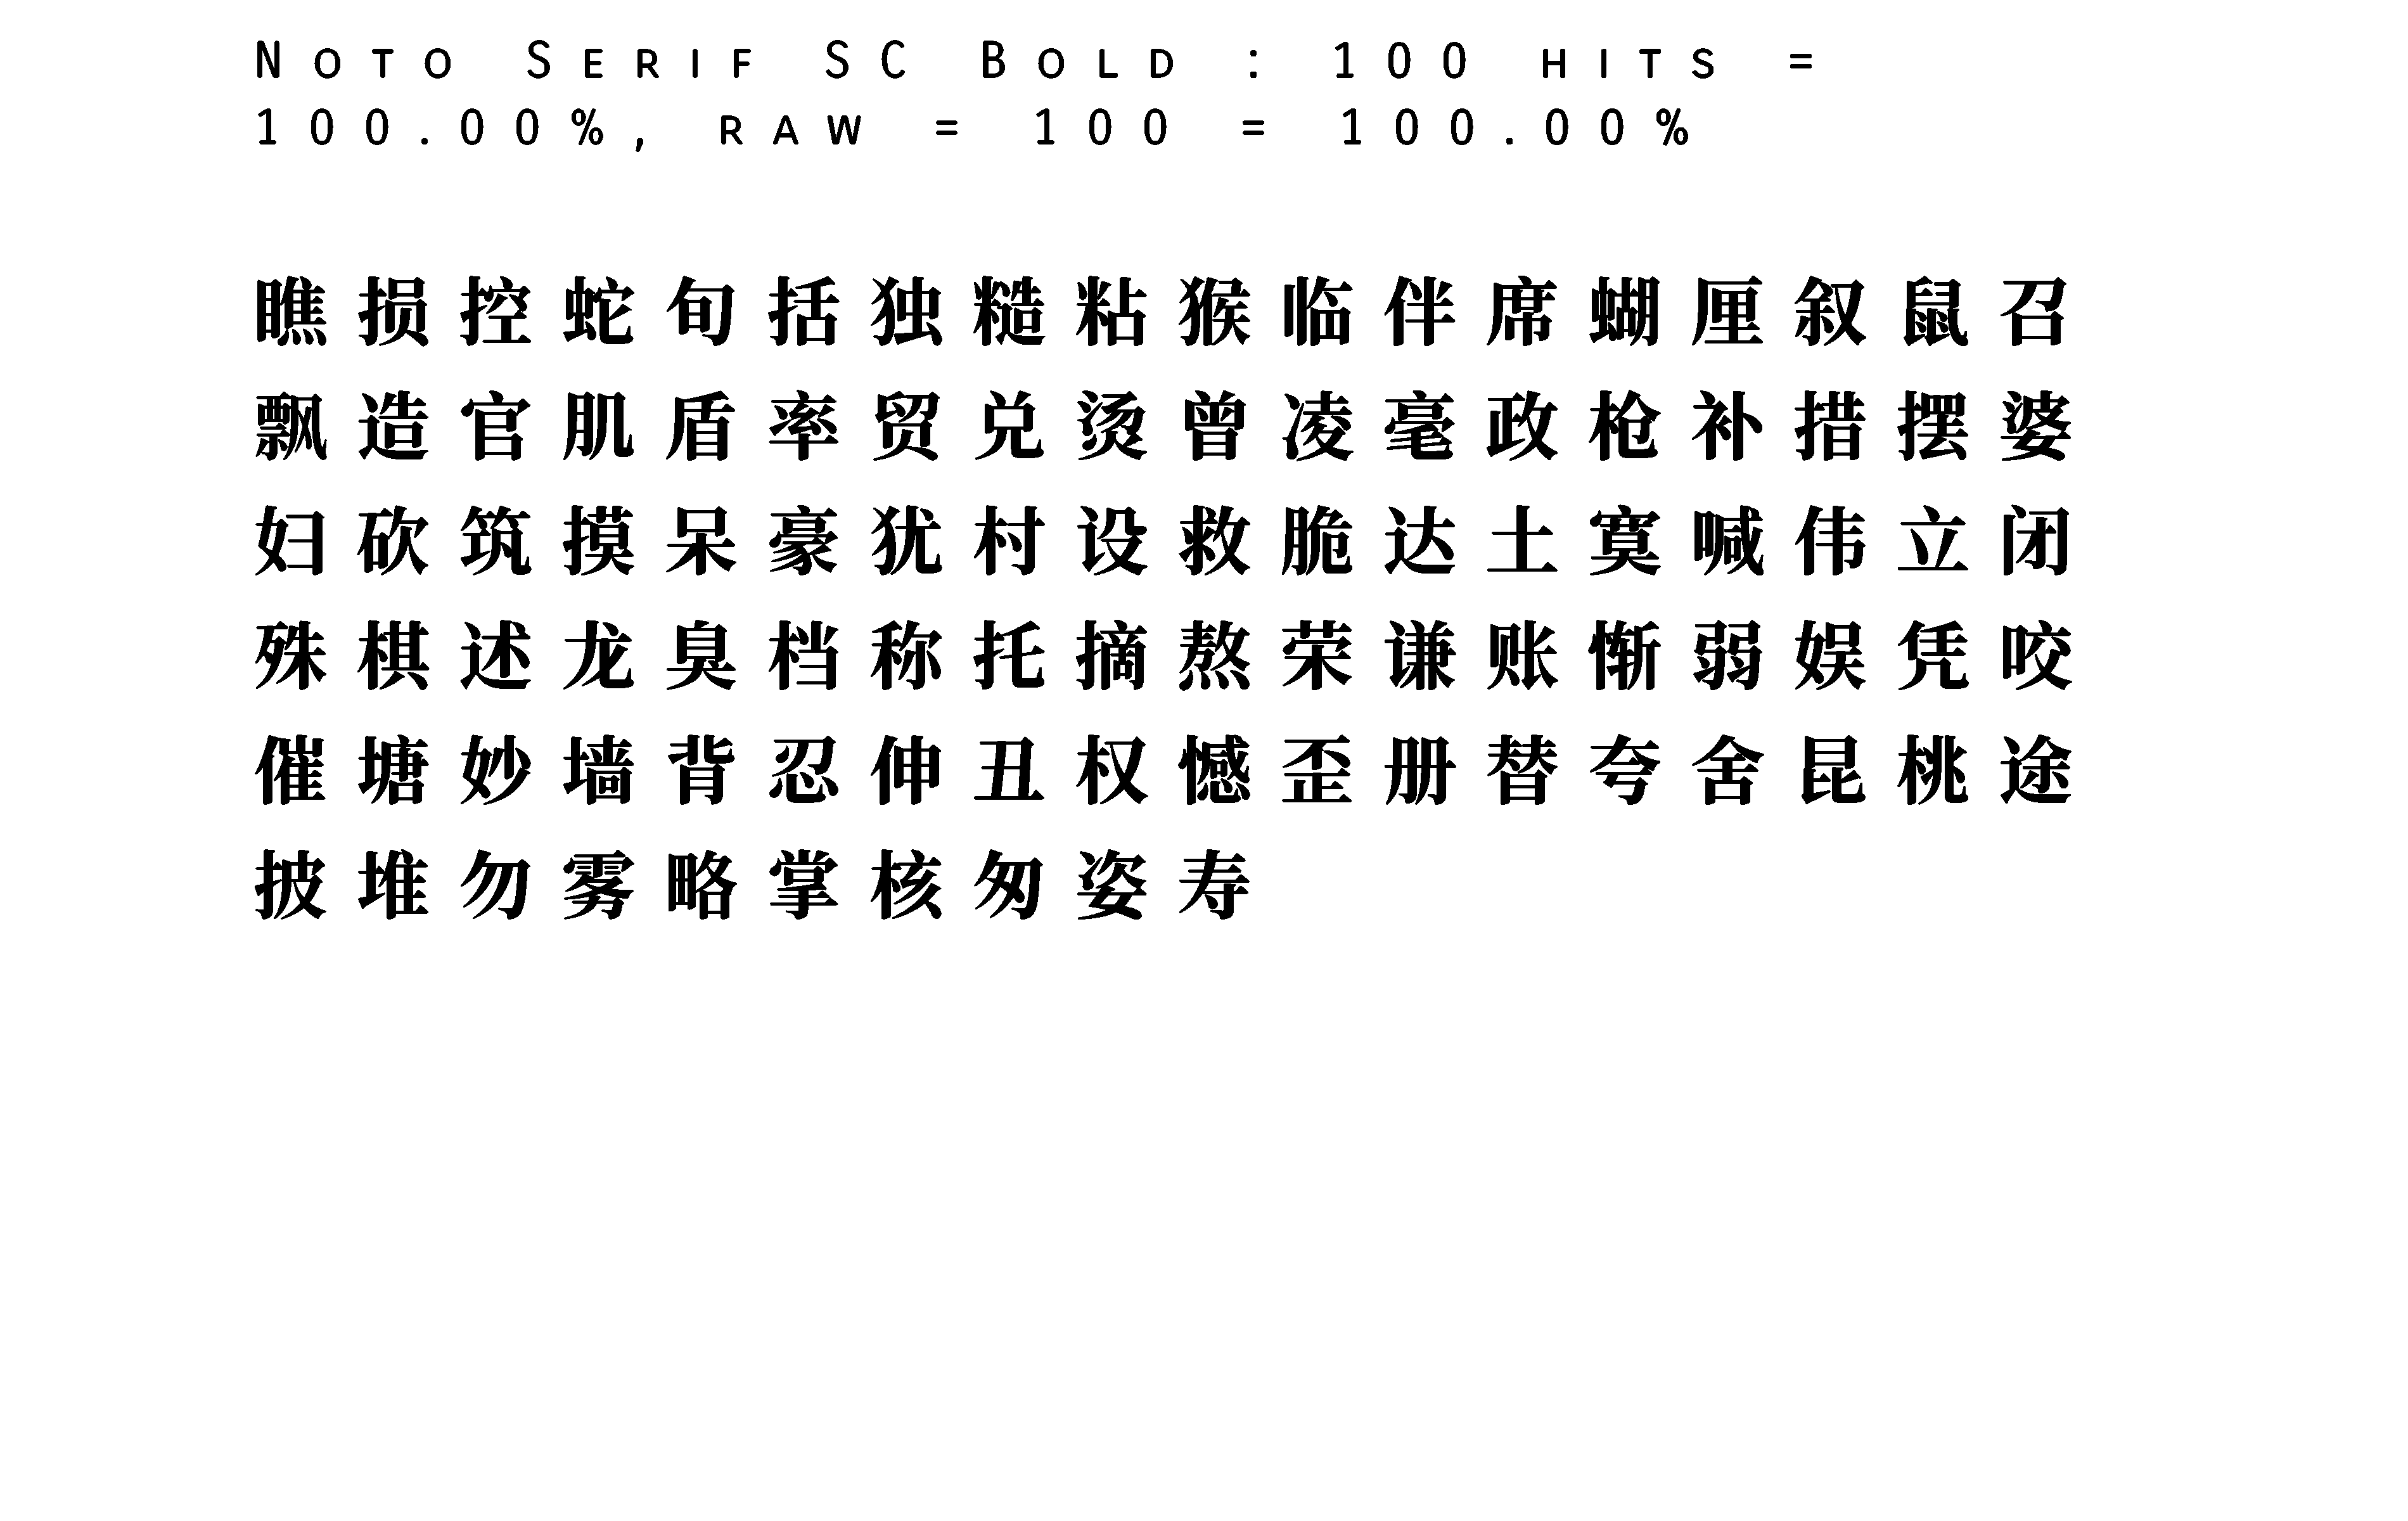 Noto Serif SC Bold : 100 hits =
100.00%, raw = 100 = 100.00%
瞧损控蛇旬括独糙粘猴临伴席蝴厘叙鼠召
飘造官肌盾率贸兑烫曾凌毫政枪补措摆婆
妇砍筑摸呆豪犹村设救脆达土寞喊伟立闭
殊棋述龙臭档称托摘熬荣谦账惭弱娱凭咬
催塘妙墙背忍伸丑权憾歪册替夸舍昆桃途
披堆勿雾略掌核匆姿寿